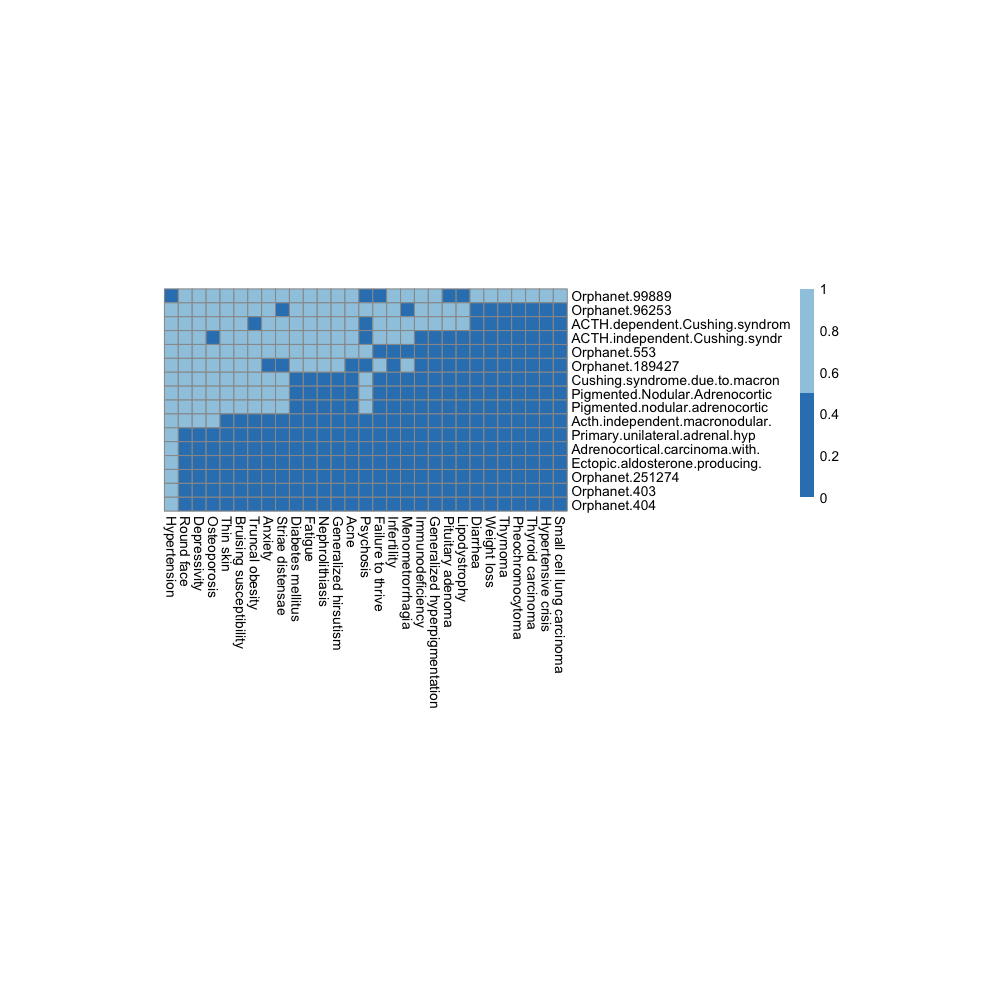 Orphanet.99889
Orphanet.96253
ACTH.dependent.Cushing.syndrom
ACTH.independent.Cushing.syndr
Orphanet.553
Orphanet.189427
Cushing.syndrome.due.to.macron
Pigmented.Nodular.Adrenocortic
Pigmented.nodular.adrenocortic
Acth.independent.macronodular.
Primary.unilateral.adrenal.hyp
Adrenocortical.carcinoma.with.
Ectopic.aldosterone.producing.
Orphanet.251274
Orphanet.403
Orphanet.404
1
0.8
0.6
0.4
0.2
0
Hypertension
Round face
Depressivity
Osteoporosis
Thin skin
Bruising susceptibility
Truncal obesity
Anxiety
Striae distensae
Diabetes mellitus
Fatigue
Nephrolithiasis
Generalized hirsutism
Acne
Psychosis
Failure to thrive
Infertility
Menometrorrhagia
Immunodeficiency
Generalized hyperpigmentation
Pituitary adenoma
Lipodystrophy
Diarrhea
Weight loss
Thymoma
Pheochromocytoma
Thyroid carcinoma
Hypertensive crisis
Small cell lung carcinoma